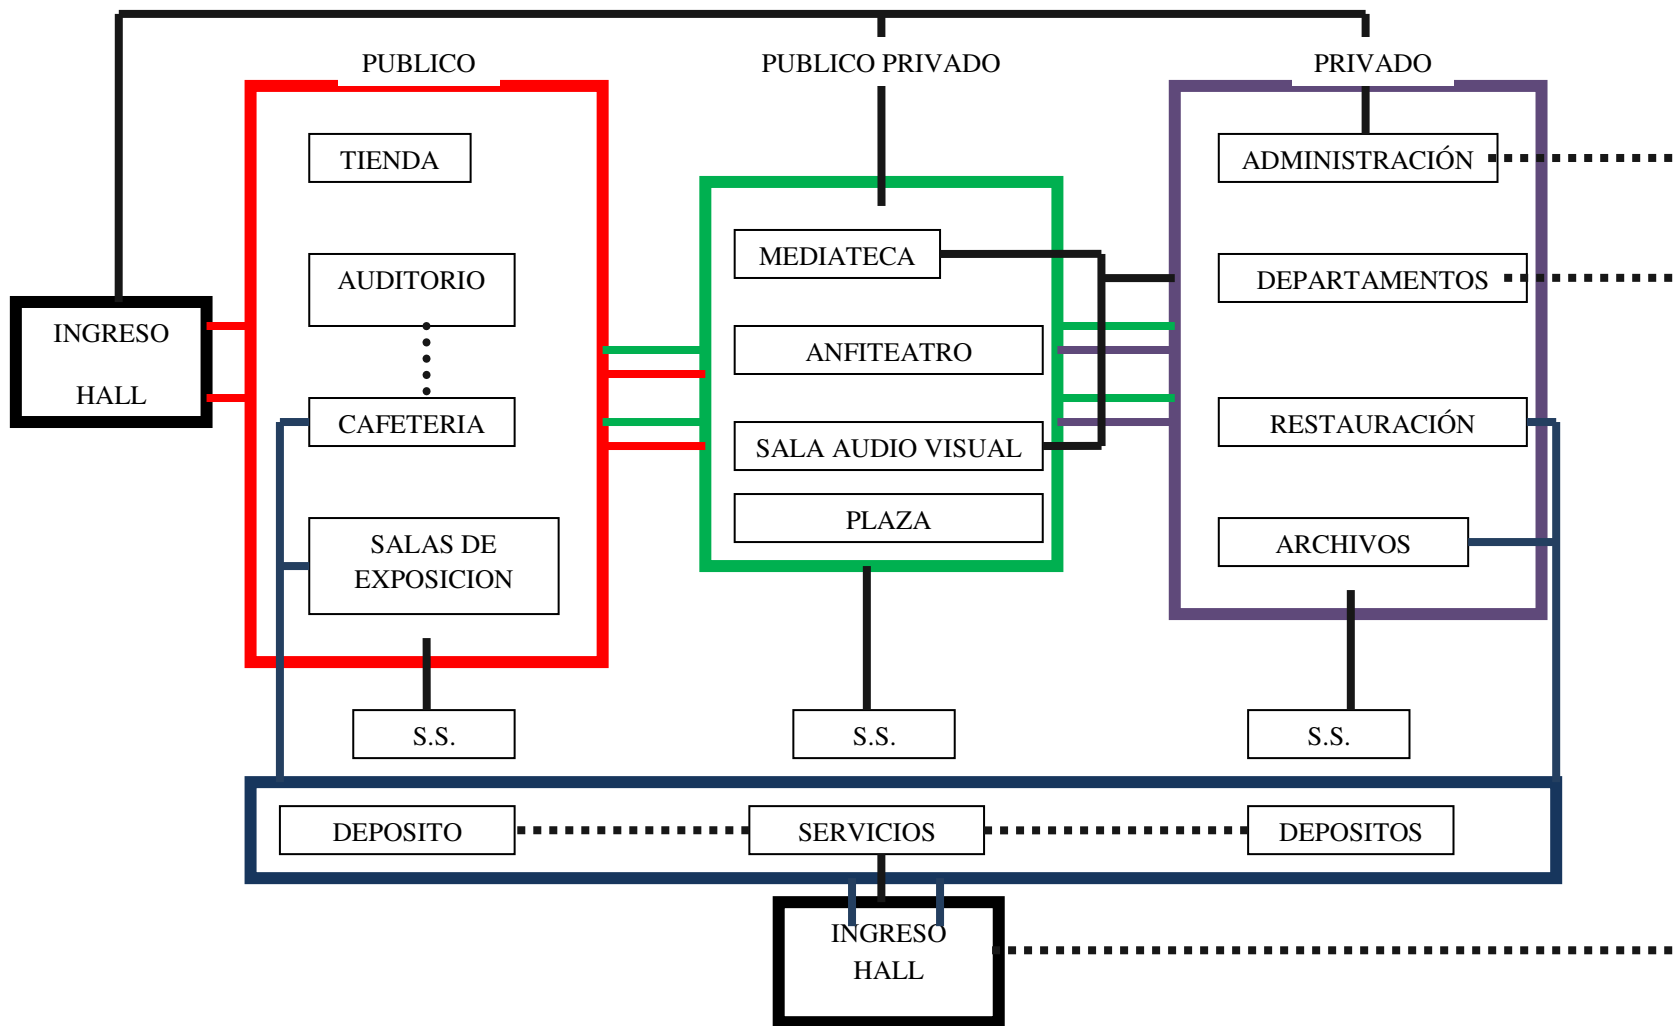 PUBLICO
PUBLICO PRIVADO
PRIVADO
TIENDA
ADMINISTRACIÓN
MEDIATECA
AUDITORIO
DEPARTAMENTOS
INGRESO
HALL
ANFITEATRO
CAFETERIA
RESTAURACIÓN
SALA AUDIO VISUAL
PLAZA
SALAS DE
EXPOSICION
ARCHIVOS
S.S.
S.S.
S.S.
DEPOSITO
SERVICIOS
DEPOSITOS
INGRESO
HALL